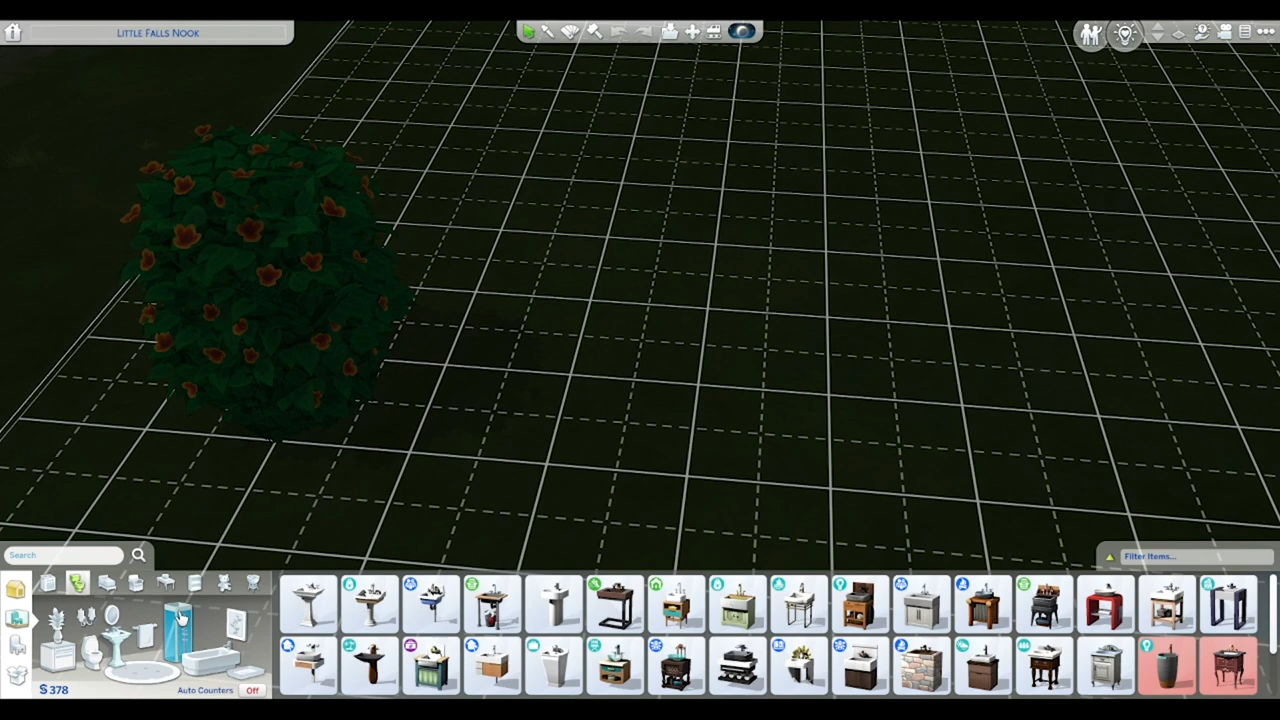 LITTLE FALLS NOOK
Search
Filter Items...
§378
Auto Counters
Off